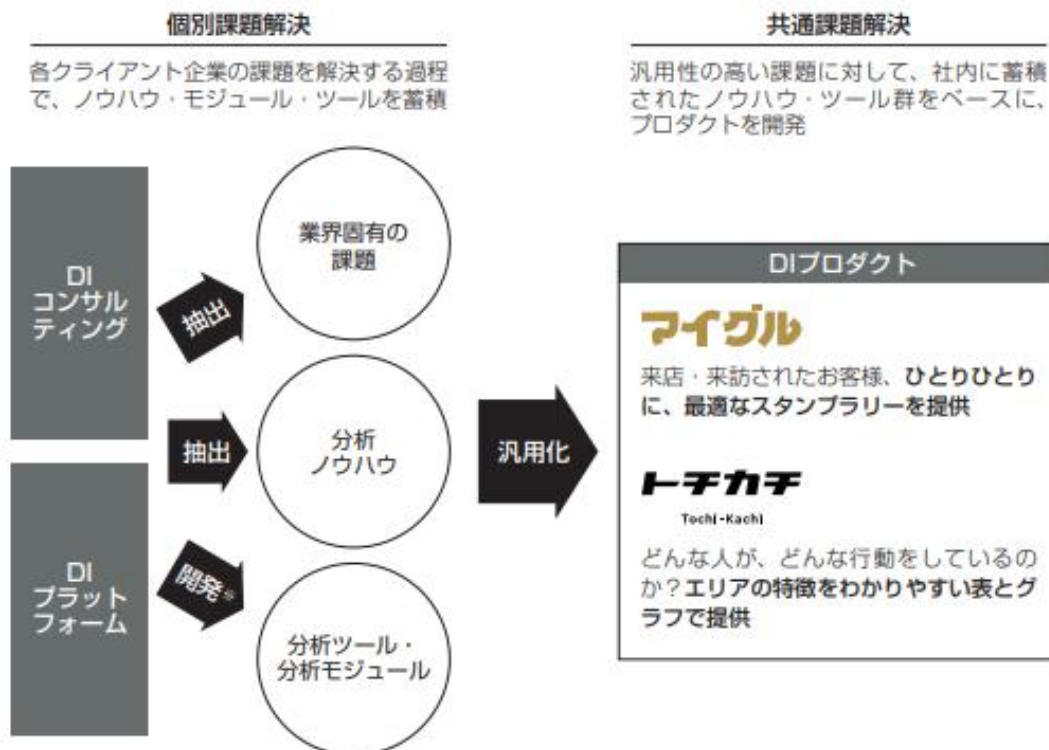 個別課題解決
各クライアント企業の課題を解決する過程
で、ノウハウ・モジュール・ツールを蓄積
DI
コンサル
ティング
DI
プラット
フォーム
抽出
抽出
開発※
業界固有の
課題
分析
ノウハウ
分析ツール・
分析モジュール
汎用化
共通課題解決
汎用性の高い課題に対して、社内に蓄積
されたノウハウ・ツール群をベースに、
プロダクトを開発
DIプロダクト
マイグル
来店・来訪されたお客様、ひとりひとり
に、最適なスタンプラリーを提供
トチカチ
Tochi-Kachi
どんな人が、どんな行動をしているの
か？エリアの特徴をわかりやすい表とグ
ラフで提供